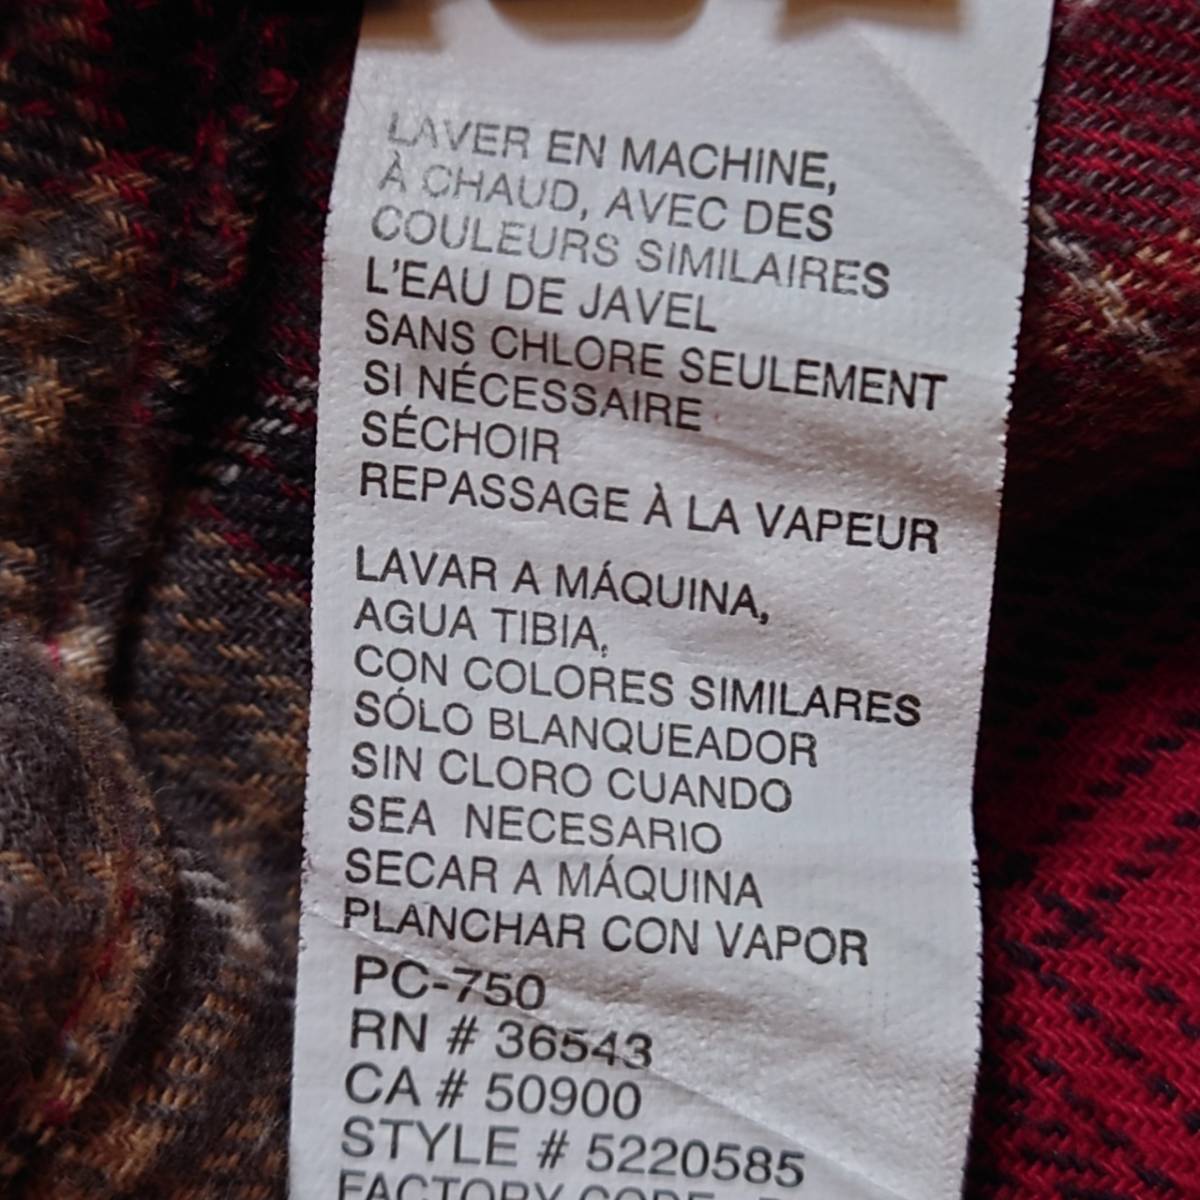 LAVER EN MACHINE,
À CHAUD, AVEC DES
COULEURS SIMILAIRES
L'EAU DE JAVEL
SANS CHLORE SEULEMENT
SI NÉCESSAIRE
SÉCHOIR
REPASSAGE À LA VAPEUR
LAVAR A MÁQUINA,
AGUA TIBIA,
CON COLORES SIMILARES
SÓLO BLANQUEADOR
SIN CLORO CUANDO
SEA NECESARIO
SECAR A MÁQUINA
PLANCHAR CON VAPOR
PC-750
RN # 36543
CA # 50900
STYLE # 5220585
FACTORY CODE